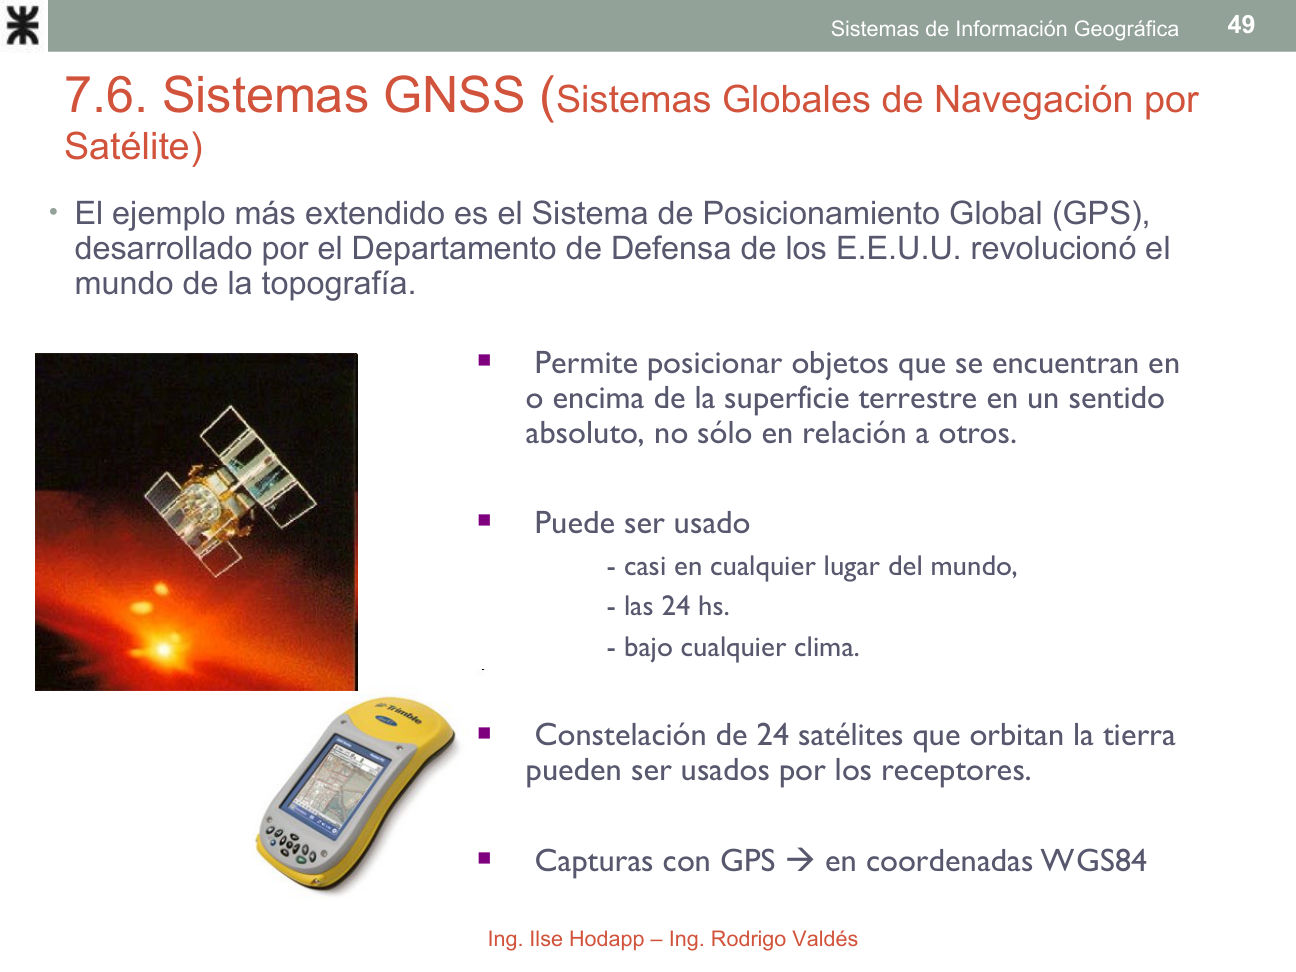 Sistemas de Información Geográfica 49
7.6. Sistemas GNSS (Sistemas Globales de Navegación por
Satélite)
• El ejemplo más extendido es el Sistema de Posicionamiento Global (GPS),
desarrollado por el Departamento de Defensa de los E.E.U.U. revolucionó el
mundo de la topografía.
▪ Permite posicionar objetos que se encuentran en
o encima de la superficie terrestre en un sentido
absoluto, no sólo en relación a otros.
▪ Puede ser usado
- casi en cualquier lugar del mundo,
- las 24 hs.
- bajo cualquier clima.
.
Trimble
▪ Constelación de 24 satélites que orbitan la tierra
pueden ser usados por los receptores.
▪ Capturas con GPS → en coordenadas WGS84
Ing. Ilse Hodapp – Ing. Rodrigo Valdés